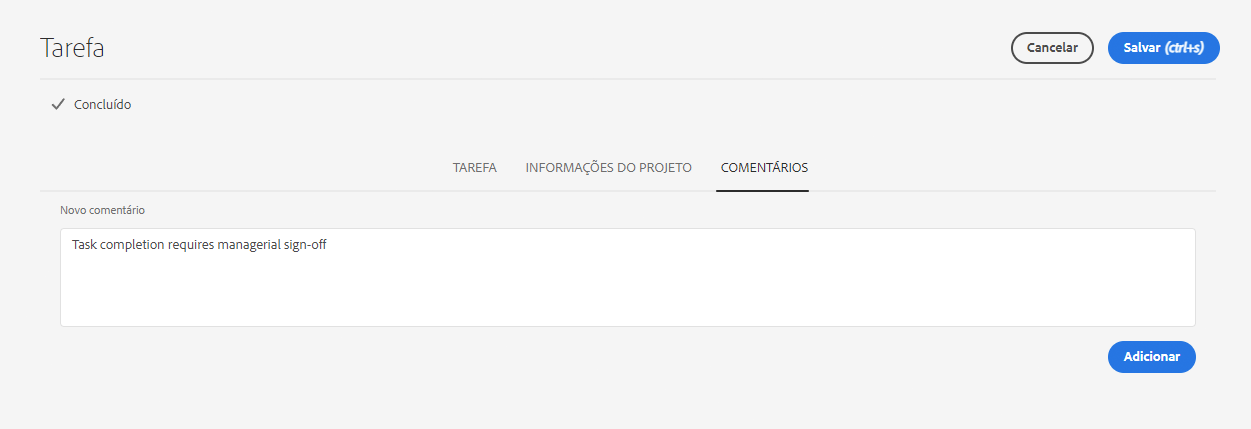 Tarefa
Cancelar
Salvar (ctrl+s)
Concluído
TAREFA
INFORMAÇÕES DO PROJETO
COMENTÁRIOS
Novo comentário
Task completion requires managerial sign-off
Adicionar